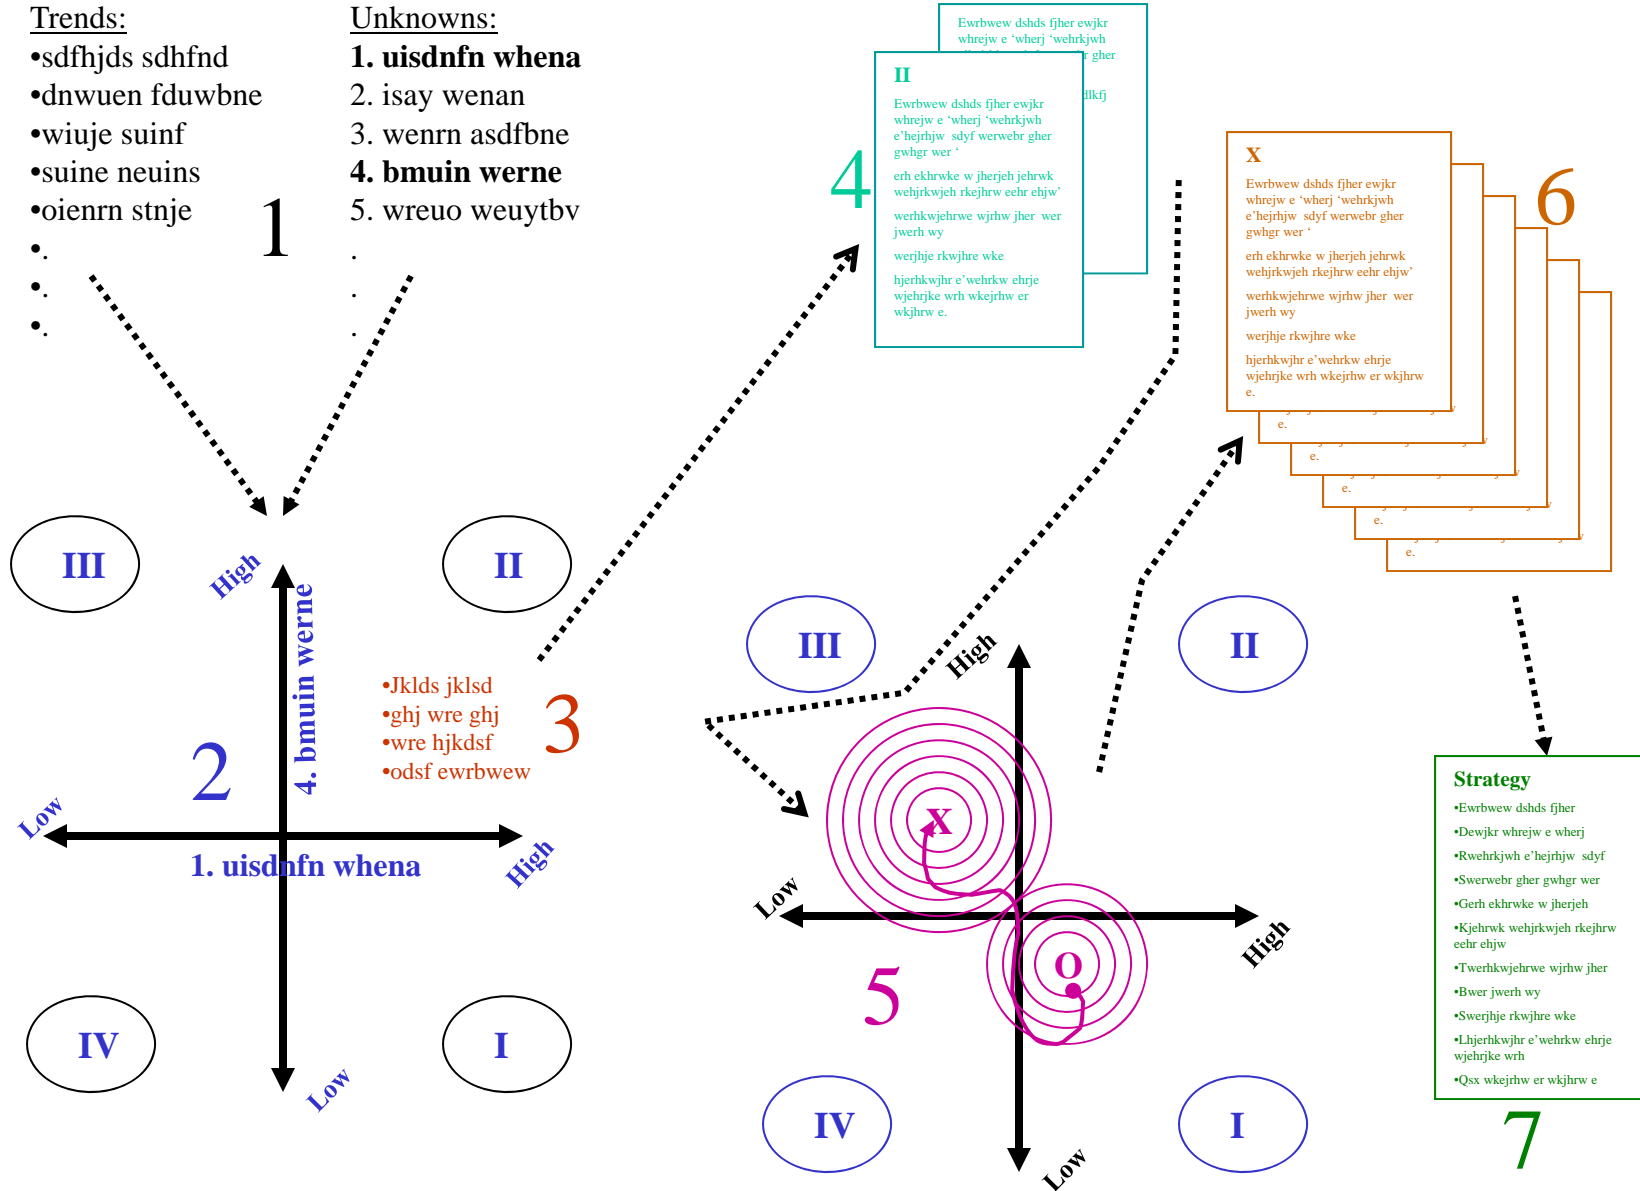 Trends:
•sdfhjds sdhfnd
•dnwuen fduwbne
•wiuje suinf
•suine neuins
•oienrn stnje
•.
•.
•.
Unknowns:
1. uisdnfn whena
2. isay wenan
3. wenrn asdfbne
4. bmuin werne
5. wreuo weuytbv
.
.
.
1
III
II
High
4. bmuin werne
2
Low
1. uisdnfn whena
High
IV
I
Low
•Jklds jklsd
•ghj wre ghj
•wre hjkdsf
•odsf ewrbwew
3
4
Ewrbwew dshds fjher ewjkr
whrejw e ‘wherj ‘wehrkjwh
gher
dlkfj
II
Ewrbwew dshds fjher ewjkr
whrejw e ‘wherj ‘wehrkjwh
e’hejrhjw  sdyf werwebr gher
gwhgr wer ‘
erh ekhrwke w jherjeh jehrwk
wehjrkwjeh rkejhrw eehr ehjw’
werhkwjehrwe wjrhw jher  wer
jwerh wy
werjhje rkwjhre wke
hjerhkwjhr e’wehrkw ehrje
wjehrjke wrh wkejrhw er
wkjhrw e.
III
II
High
X
Low
High
O
5
IV
I
Low
6
X
Ewrbwew dshds fjher ewjkr
whrejw e ‘wherj ‘wehrkjwh
e’hejrhjw  sdyf werwebr gher
gwhgr wer ‘
erh ekhrwke w jherjeh jehrwk
wehjrkwjeh rkejhrw eehr ehjw’
werhkwjehrwe wjrhw jher  wer
jwerh wy
werjhje rkwjhre wke
hjerhkwjhr e’wehrkw ehrje
wjehrjke wrh wkejrhw er wkjhrw
e.
e.
e.
e.
e.
e.
Strategy
•Ewrbwew dshds fjher
•Dewjkr whrejw e wherj
•Rwehrkjwh e’hejrhjw  sdyf
•Swerwebr gher gwhgr wer
•Gerh ekhrwke w jherjeh
•Kjehrwk wehjrkwjeh rkejhrw
eehr ehjw
•Twerhkwjehrwe wjrhw jher
•Bwer jwerh wy
•Swerjhje rkwjhre wke
•Lhjerhkwjhr e’wehrkw ehrje
wjehrjke wrh
•Qsx wkejrhw er wkjhrw e
7